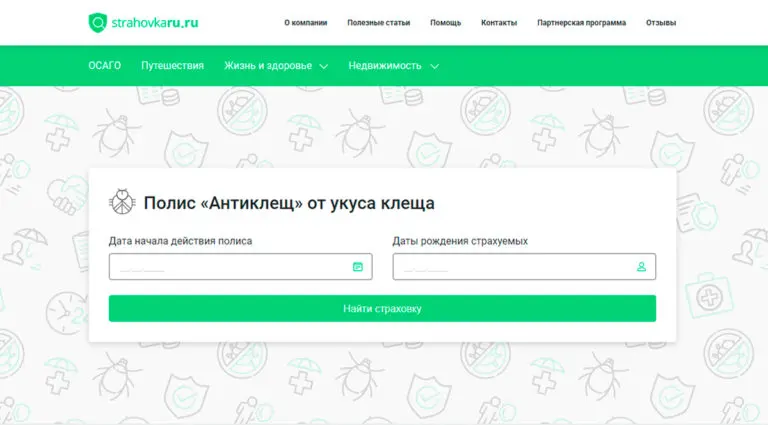 strahovkaru.ru
О компании Полезные статьи Помощь Контакты Партнерская программа Отзывы
ОСАГО Путешествия Жизнь и здоровье Недвижимость
Полис «Антиклещ» от укуса клеща
Дата начала действия полиса Даты рождения страхуемых
__.__.____ __.__.____
Найти страховку